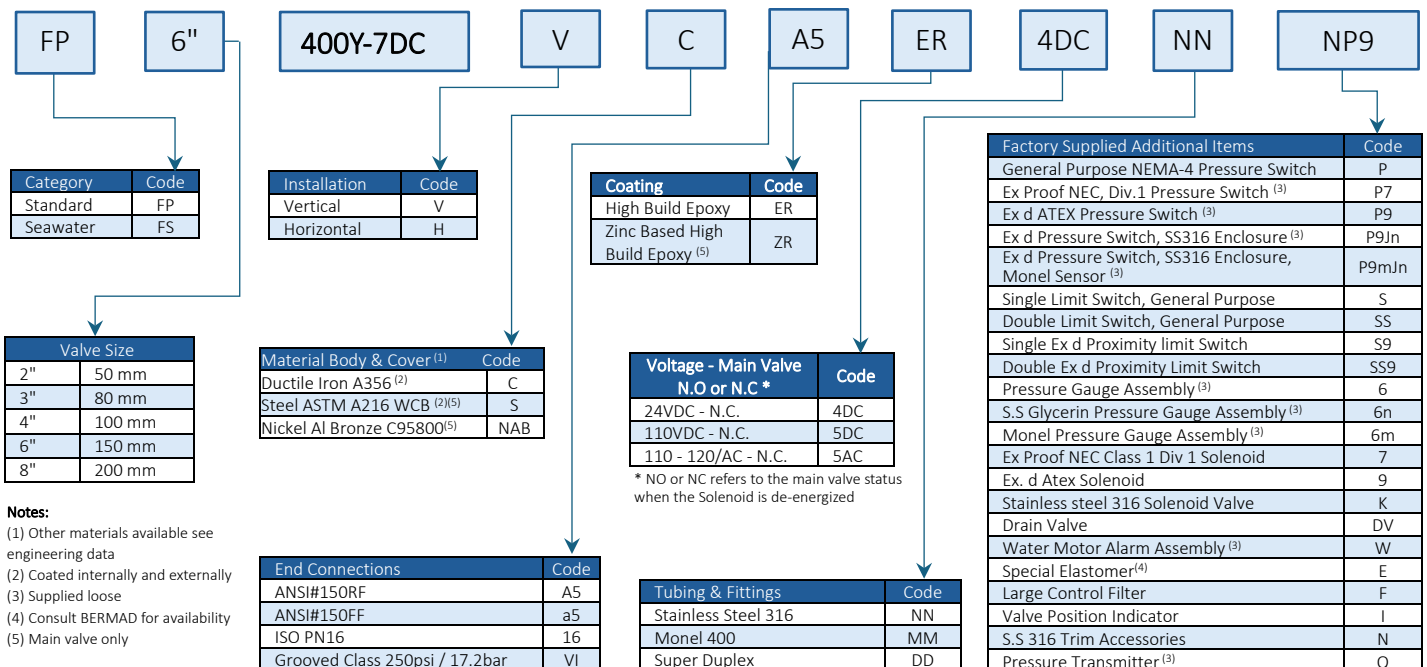 FP 6" 400Y-7DC V C A5 ER 4DC NN NP9
Category Code
Standard FP
Seawater FS
Installation Code
Vertical V
Horizontal H
Coating Code
High Build Epoxy ER
Zinc Based High
Build Epoxy (5) ZR
Valve Size
2" 50 mm
3" 80 mm
4" 100 mm
6" 150 mm
8" 200 mm
Material Body & Cover (1) Code
Ductile Iron A356 (2) C
Steel ASTM A216 WCB (2)(5) S
Nickel Al Bronze C95800(5) NAB
Voltage - Main Valve
N.O or N.C * Code
24VDC - N.C. 4DC
110VDC - N.C. 5DC
110 - 120/AC - N.C. 5AC
* NO or NC refers to the main valve status
when the Solenoid is de-energized
Notes:
(1) Other materials available see
engineering data
(2) Coated internally and externally
(3) Supplied loose
(4) Consult BERMAD for availability
(5) Main valve only
End Connections Code
ANSI#150RF A5
ANSI#150FF a5
ISO PN16 16
Grooved Class 250psi / 17.2bar VI
Tubing & Fittings Code
Stainless Steel 316 NN
Monel 400 MM
Super Duplex DD
Factory Supplied Additional Items Code
General Purpose NEMA-4 Pressure Switch P
Ex Proof NEC, Div.1 Pressure Switch (3) P7
Ex d ATEX Pressure Switch (3) P9
Ex d Pressure Switch, SS316 Enclosure (3) P9Jn
Ex d Pressure Switch, SS316 Enclosure,
Monel Sensor (3) P9mJn
Single Limit Switch, General Purpose S
Double Limit Switch, General Purpose SS
Single Ex d Proximity limit Switch S9
Double Ex d Proximity Limit Switch SS9
Pressure Gauge Assembly (3) 6
S.S Glycerin Pressure Gauge Assembly (3) 6n
Monel Pressure Gauge Assembly (3) 6m
Ex Proof NEC Class 1 Div 1 Solenoid 7
Ex. d Atex Solenoid 9
Stainless steel 316 Solenoid Valve K
Drain Valve DV
Water Motor Alarm Assembly (3) W
Special Elastomer(4) E
Large Control Filter F
Valve Position Indicator I
S.S 316 Trim Accessories N
Pressure Transmitter (3) Q